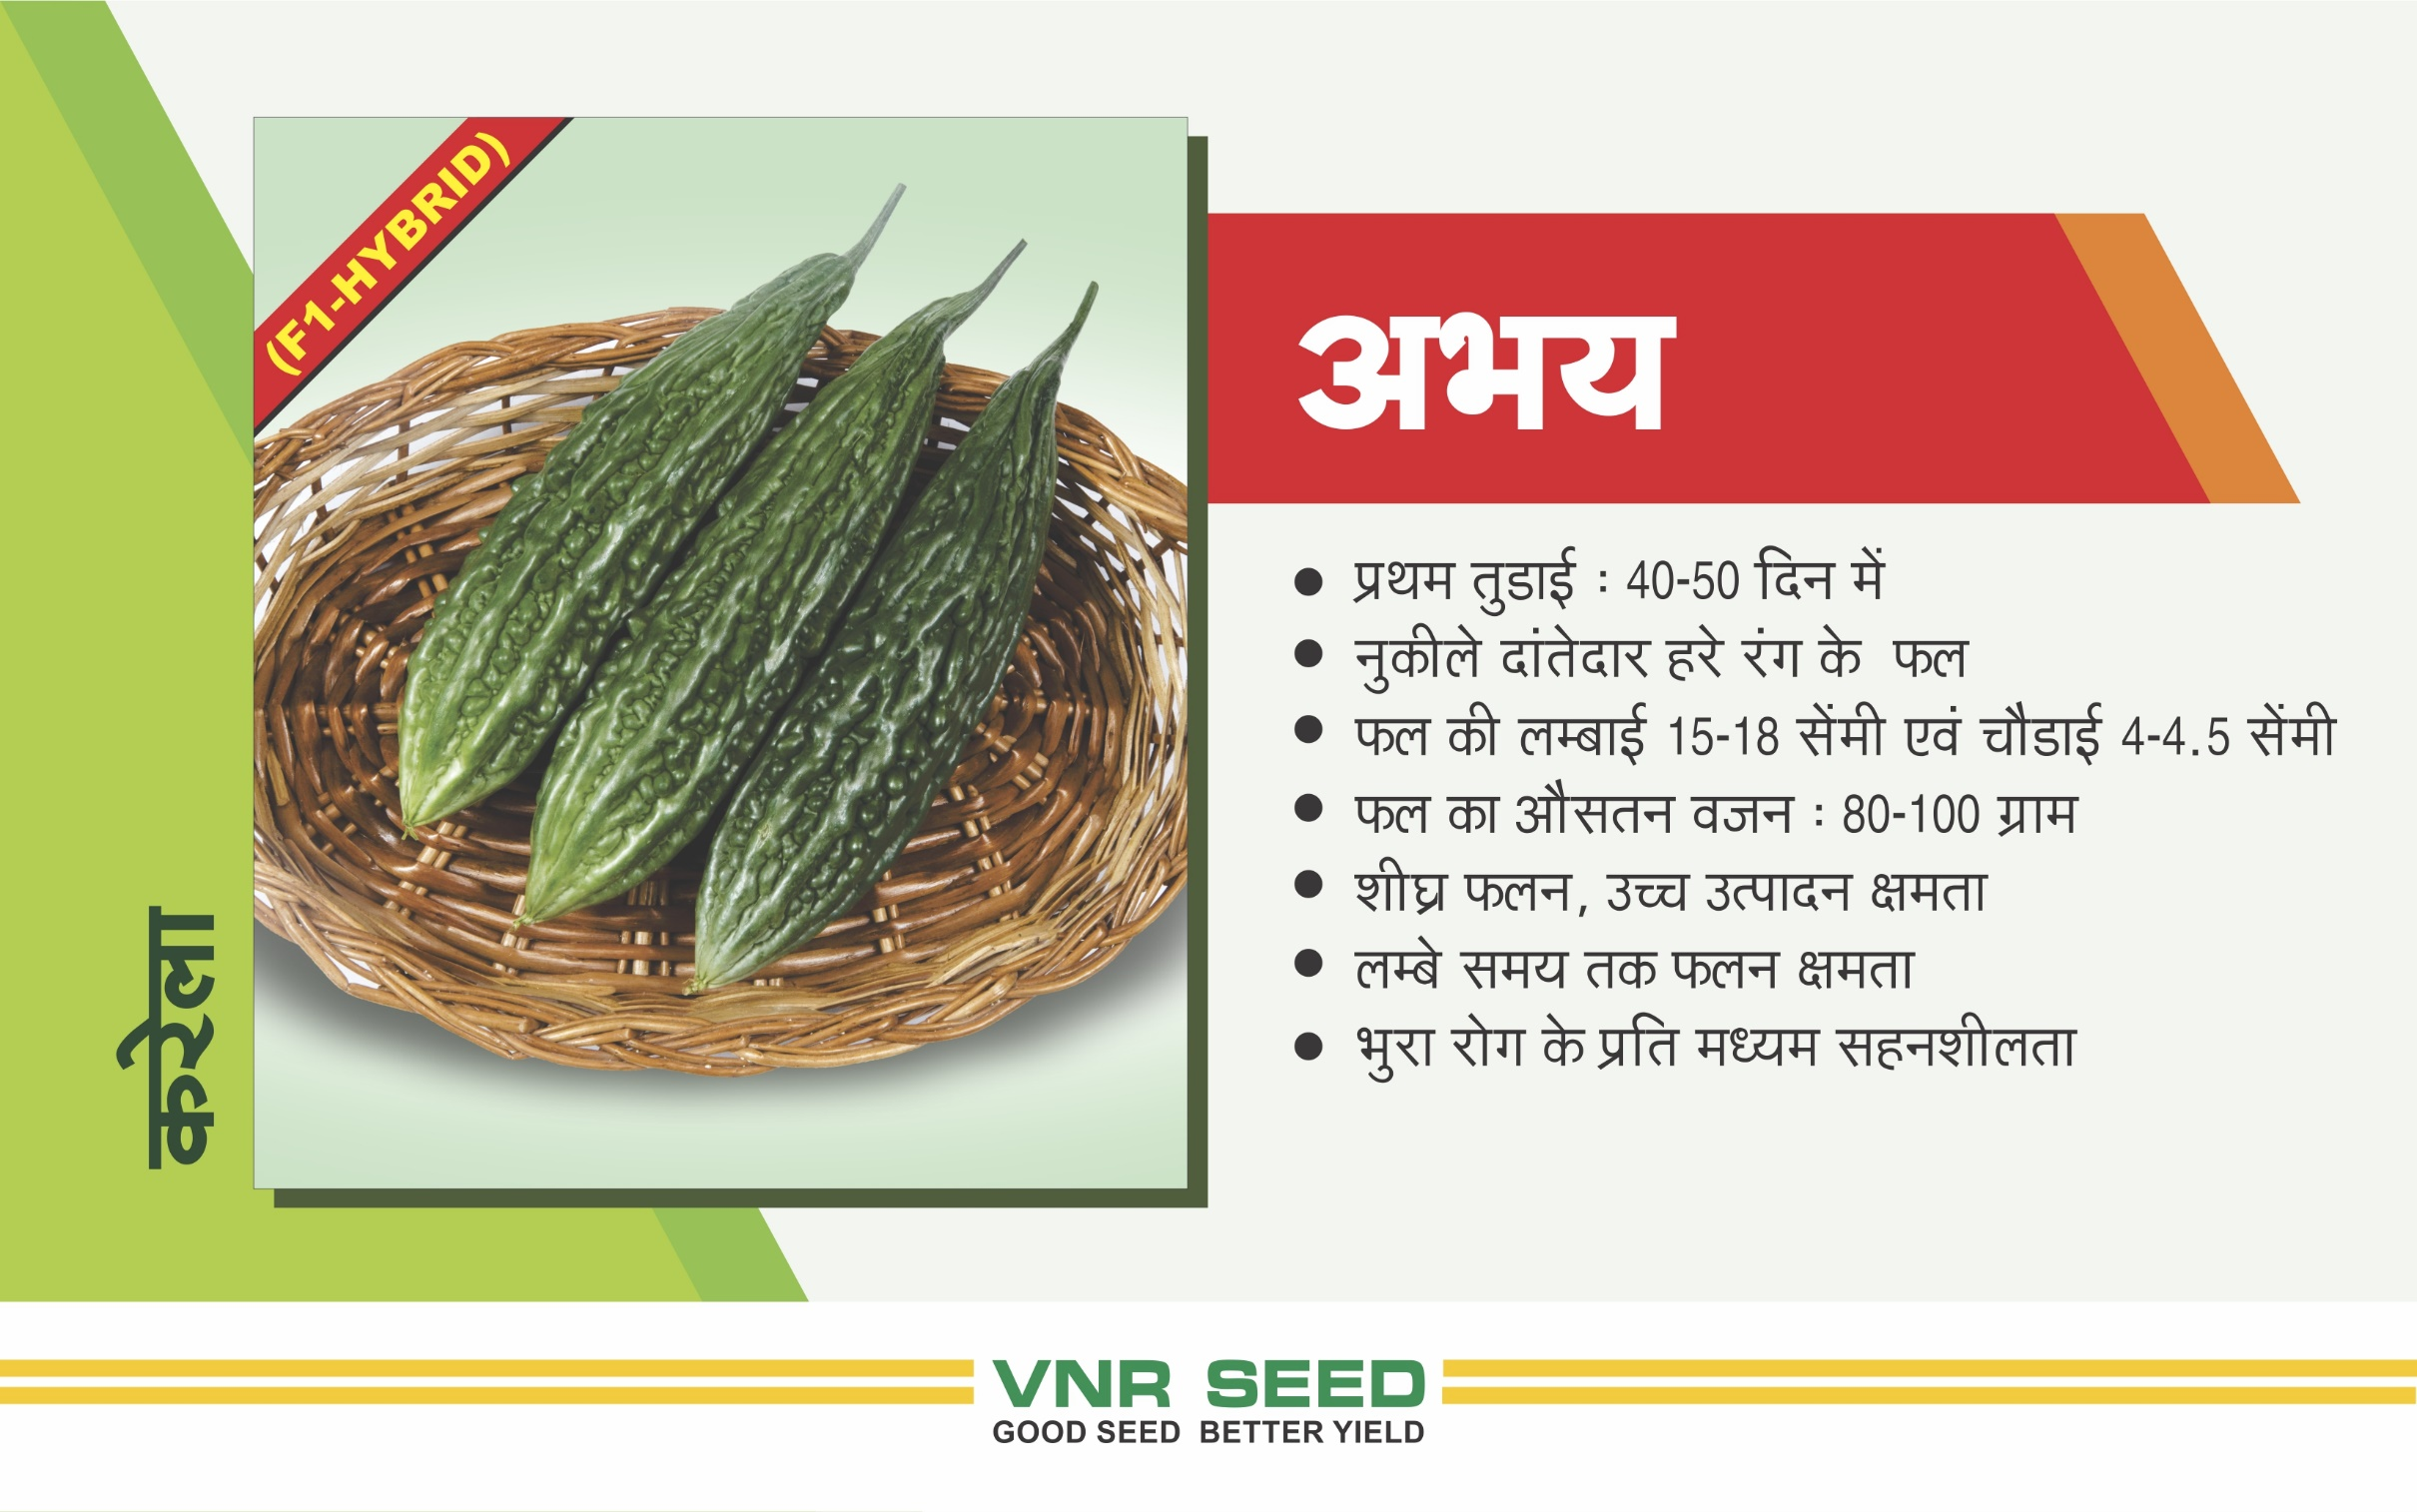 (F1-HYBRID)
करेला
अभय
● प्रथम तुडाई : 40-50 दिन में
● नुकीले दांतेदार हरे रंग के फल
● फल की लम्बाई 15-18 सेंमी एवं चौडाई 4-4.5 सेंमी
● फल का औसतन वजन : 80-100 ग्राम
● शीघ्र फलन, उच्च उत्पादन क्षमता
● लम्बे समय तक फलन क्षमता
● भुरा रोग के प्रति मध्यम सहनशीलता
VNR SEED
GOOD SEED BETTER YIELD